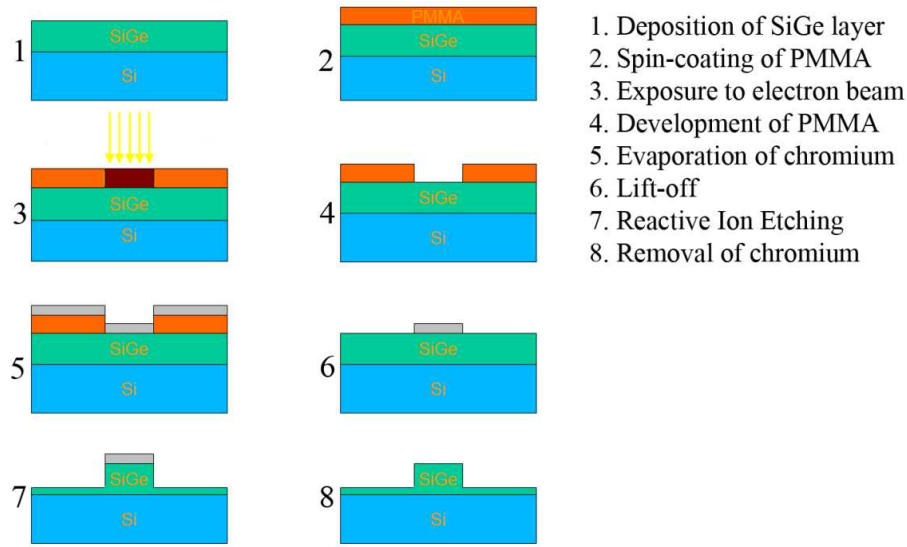 1
SiGe
Si
2
PMMA
SiGe
Si
3
SiGe
Si
4
SiGe
Si
5
SiGe
Si
6
SiGe
Si
7
SiGe
Si
8
SiGe
Si
1. Deposition of SiGe layer
2. Spin-coating of PMMA
3. Exposure to electron beam
4. Development of PMMA
5. Evaporation of chromium
6. Lift-off
7. Reactive Ion Etching
8. Removal of chromium